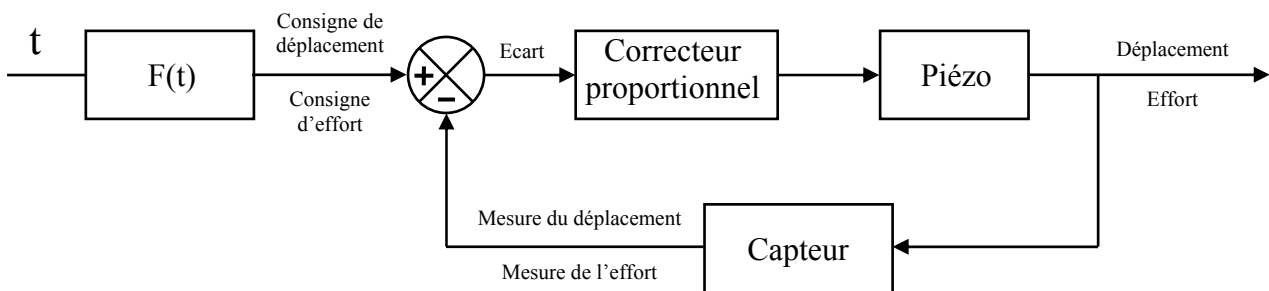 t
F(t)
Consigne de
déplacement
Consigne
d’effort
+
−
Ecart
Correcteur
proportionnel
Piézo
Déplacement
Effort
Mesure du déplacement
Mesure de l’effort
Capteur